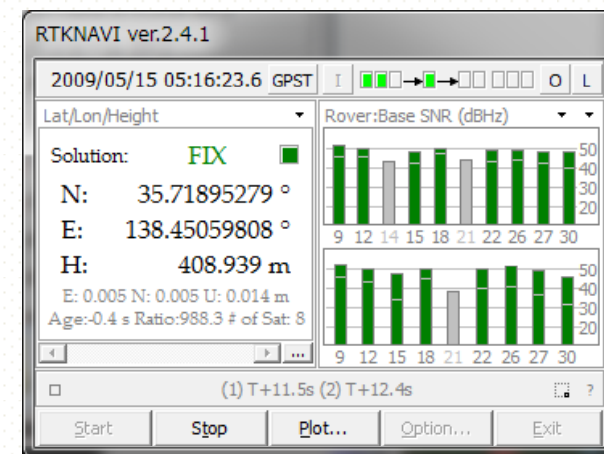 RTKNAVI ver.2.4.1
2009/05/15 05:16:23.6 GPST I O L
Lat/Lon/Height
Rover:Base SNR (dBHz)
Solution: FIX
N: 35.71895279 °
E: 138.45059808 °
H: 408.939 m
E: 0.005 N: 0.005 U: 0.014 m
Age:-0.4 s Ratio:988.3 # of Sat: 8
...
50
40
30
20
9 12 14 15 18 21 22 26 27 30
50
40
30
20
9 12 15 18 21 22 26 27 30
(1) T+11.5s (2) T+12.4s ?
Start Stop Plot... Option... Exit